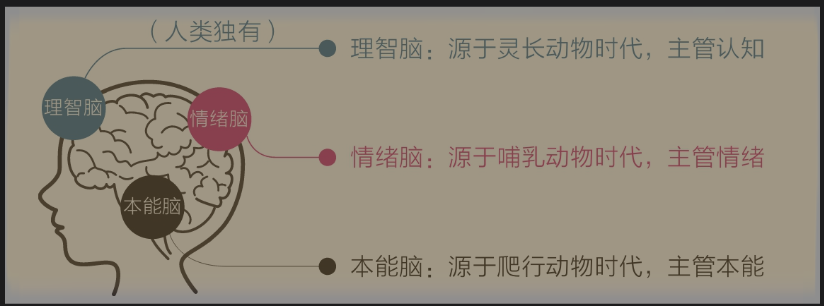 （人类独有）
理智脑：源于灵长动物时代，主管认知
理智脑
情绪脑
情绪脑：源于哺乳动物时代，主管情绪
本能脑
本能脑：源于爬行动物时代，主管本能